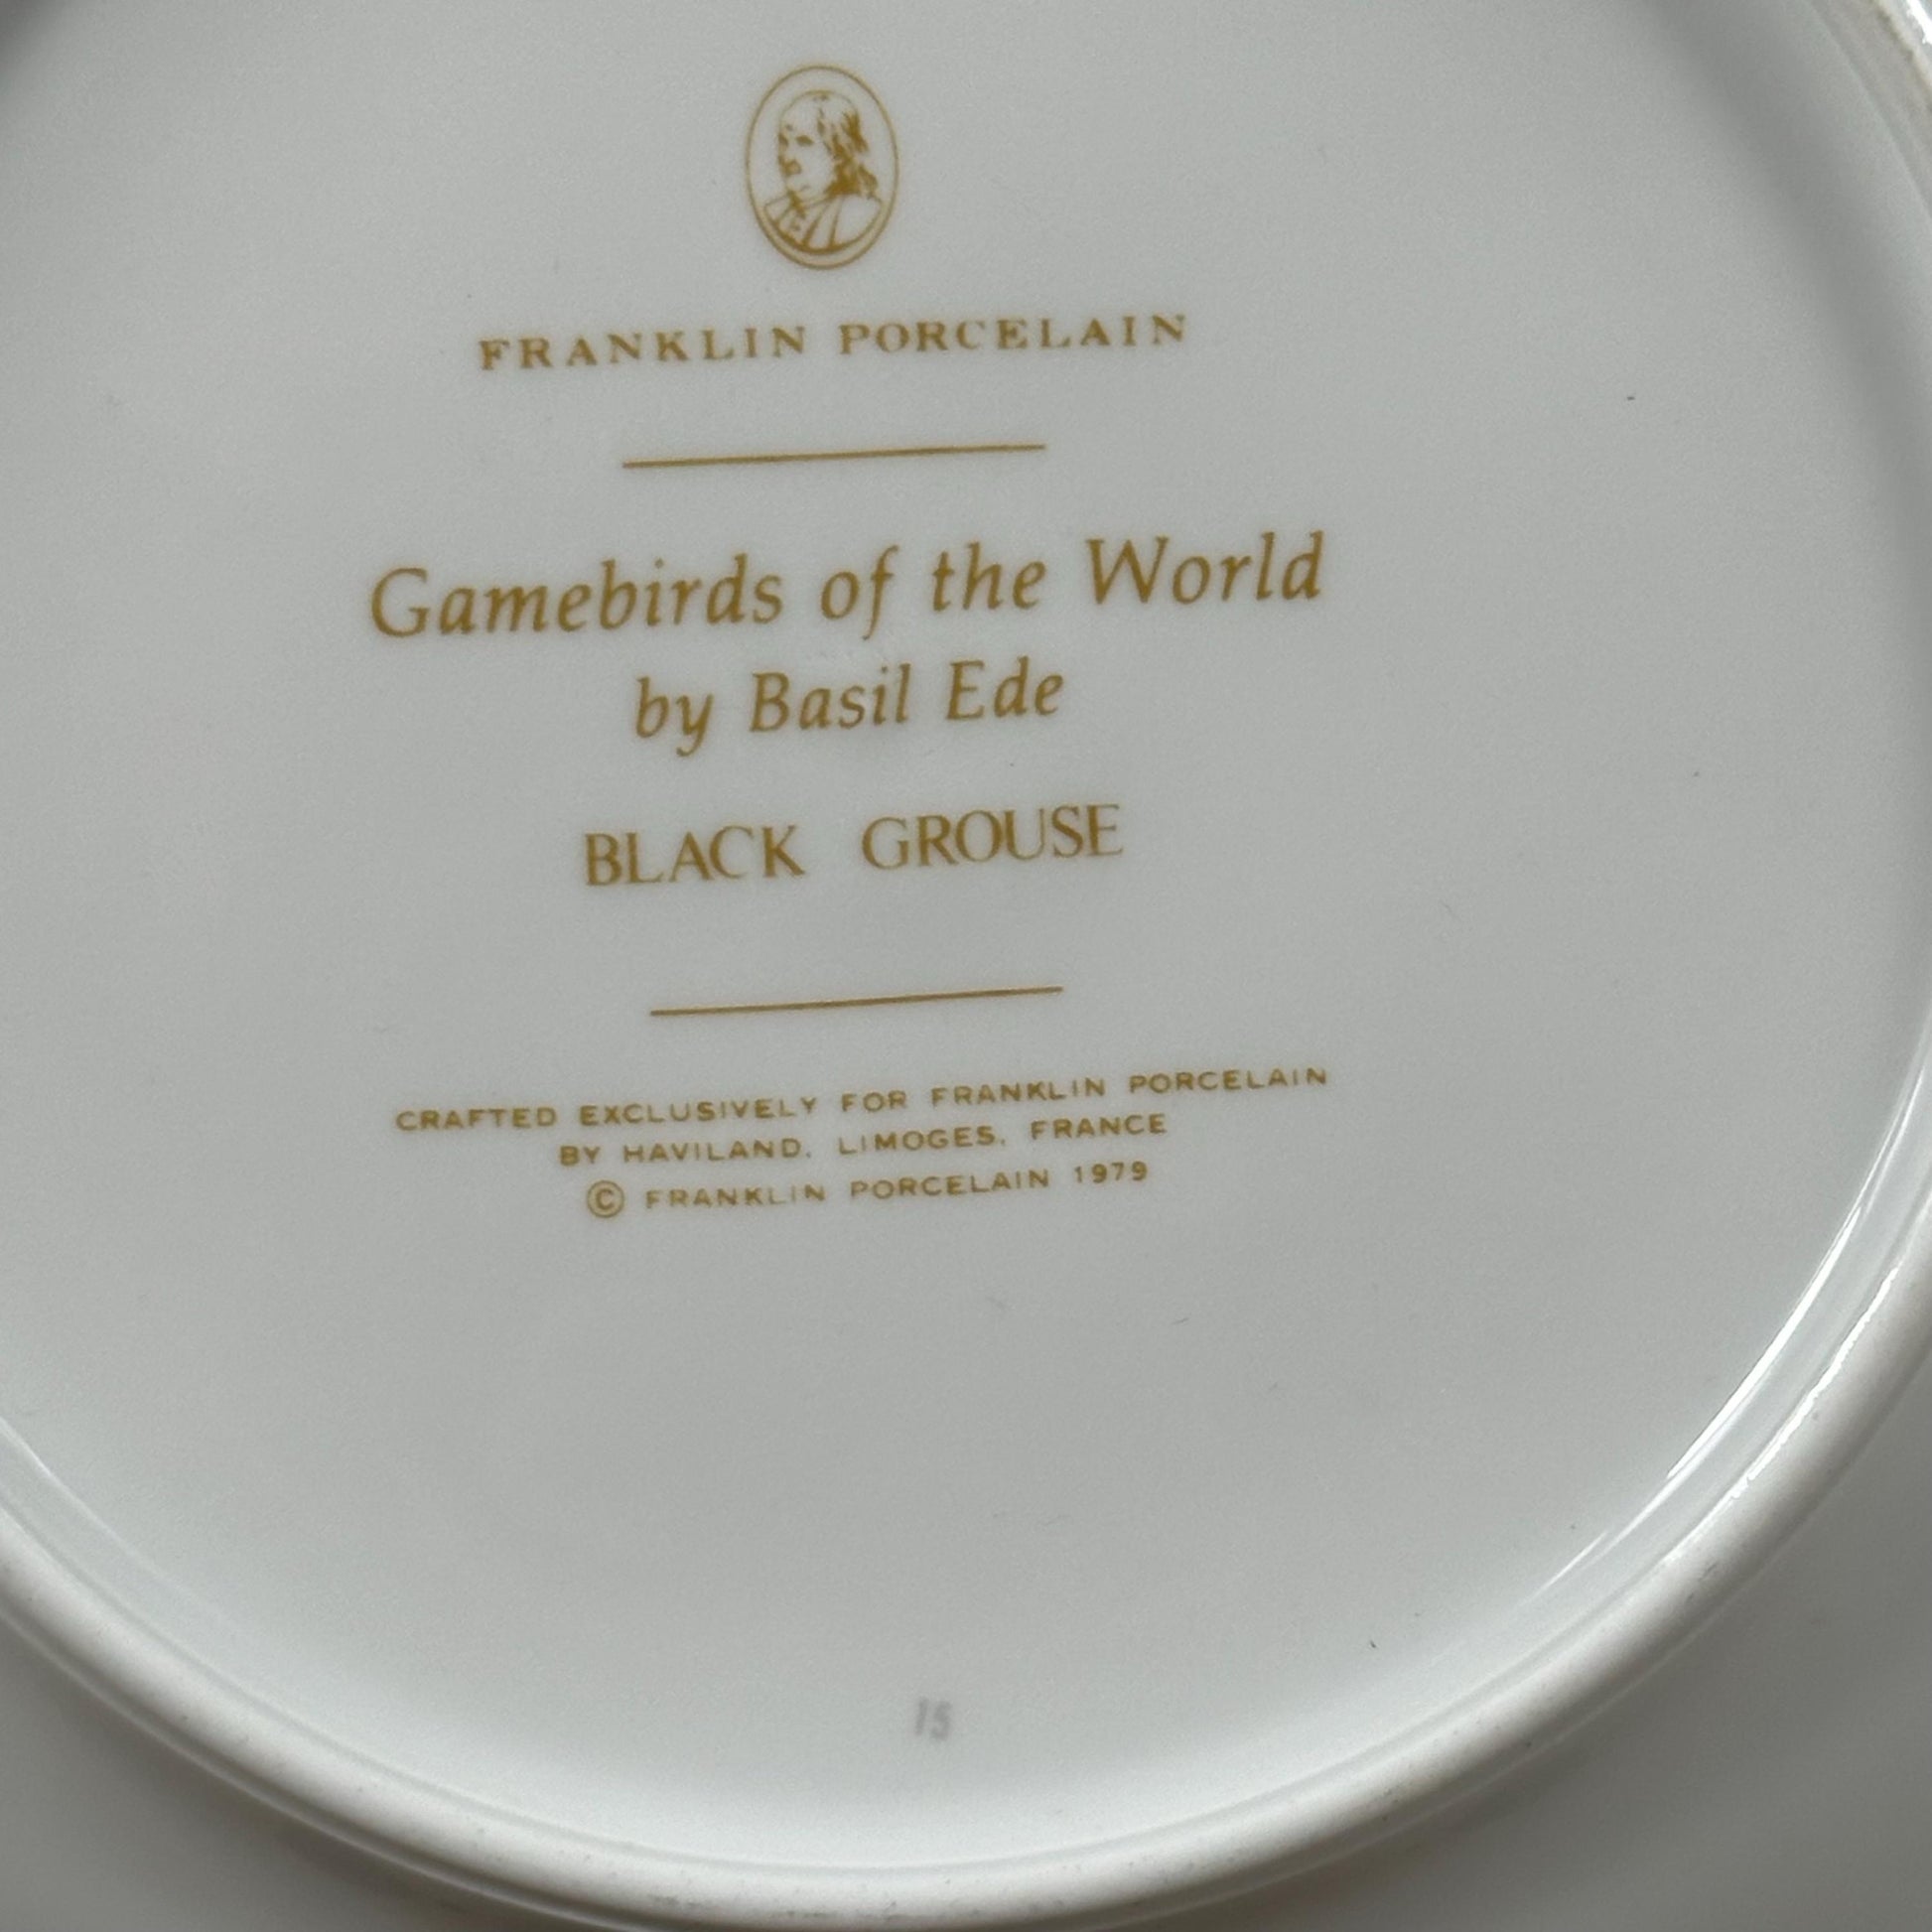 FRANKLIN PORCELAIN
Gamebirds of the World
by Basil Ede
BLACK GROUSE
CRAFTED EXCLUSIVELY FOR FRANKLIN PORCELAIN
BY HAVILAND, LIMOGES, FRANCE
© FRANKLIN PORCELAIN 1979
15